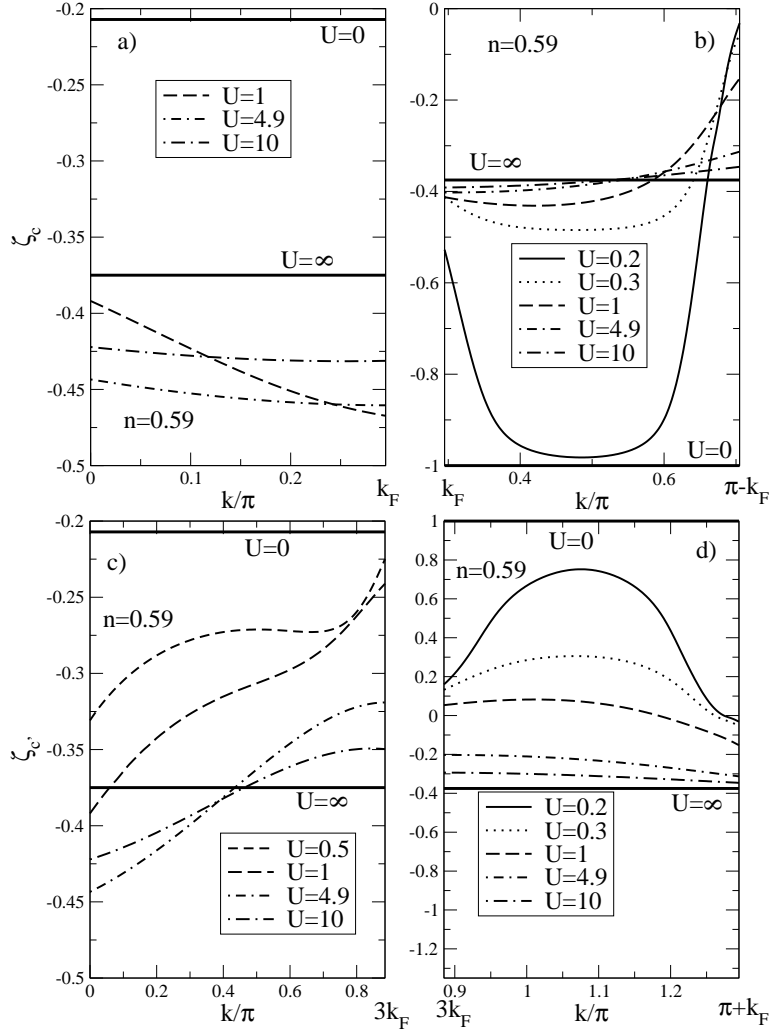 -0.2
-0.25
-0.3
-0.35
-0.4
-0.45
-0.5
ζc
a)
U=0
U=1
U=4.9
U=10
U=∞
n=0.59
0
0.1
0.2
kF
k/π
0
-0.2
-0.4
-0.6
-0.8
-1
n=0.59
b)
U=∞
U=0.2
U=0.3
U=1
U=4.9
U=10
U=0
kF
0.4
0.6
π-kF
k/π
-0.2
-0.25
-0.3
-0.35
-0.4
-0.45
-0.5
ζc'
c)
U=0
n=0.59
U=∞
U=0.5
U=1
U=4.9
U=10
0
0.2
0.4
0.6
0.8
3kF
k/π
1
0.8
0.6
0.4
0.2
0
-0.2
-0.4
-0.6
-0.8
-1
-1.2
U=0
d)
n=0.59
U=∞
U=0.2
U=0.3
U=1
U=4.9
U=10
0.9
1
1.1
1.2
3kF
k/π
π+kF